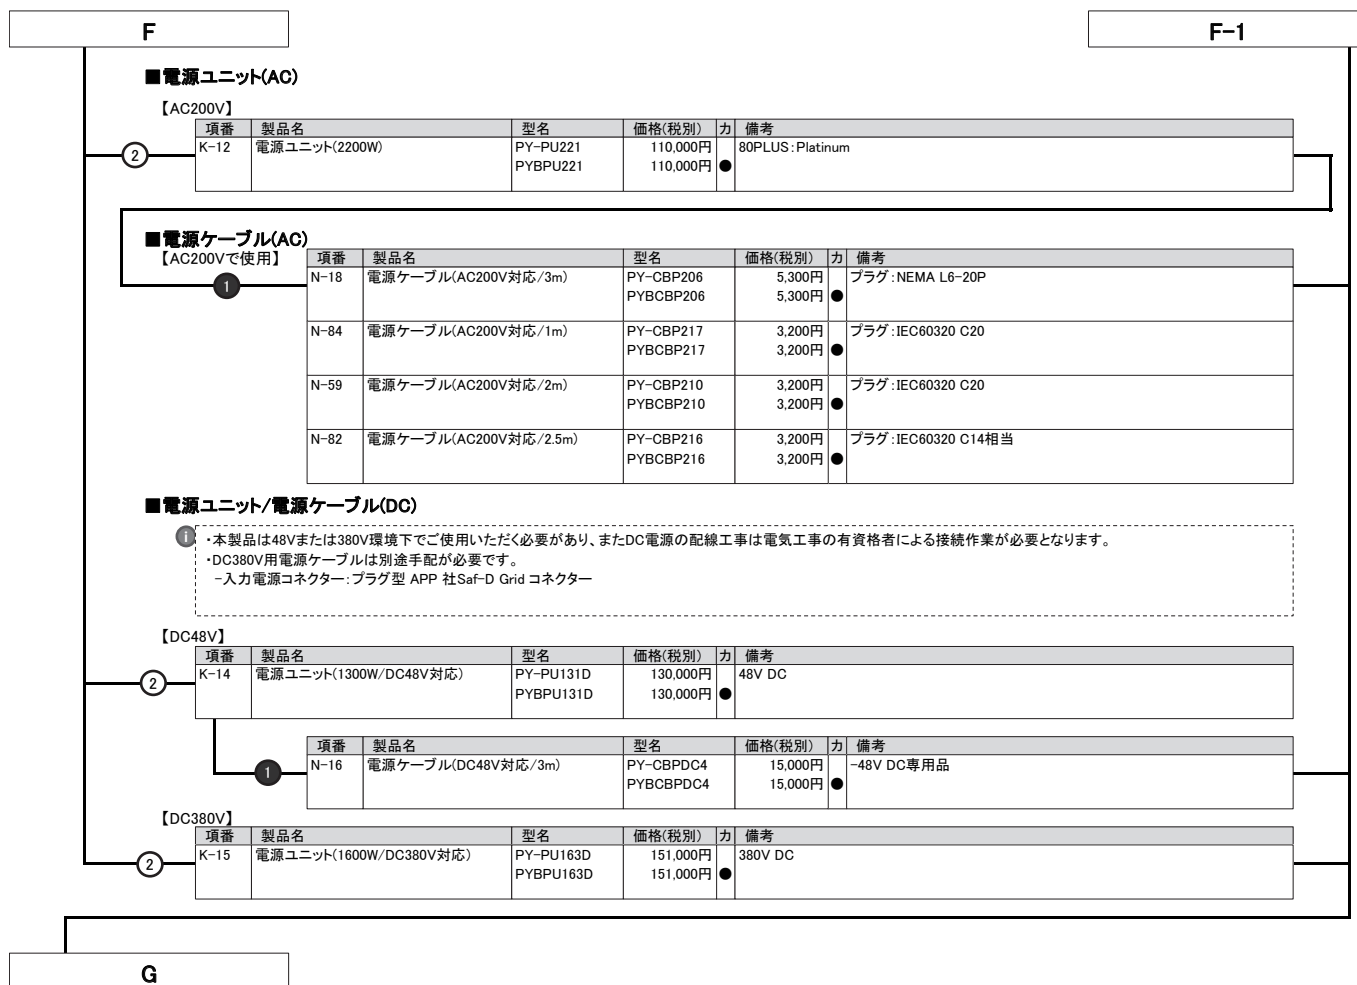 F
F-1
■電源ユニット(AC)
【AC200V】
項番 製品名 型名 価格(税別) カ 備考
K-12 電源ユニット(2200W) PY-PU221 110,000円 80PLUS:Platinum
PYBPU221 110,000円 ●
2
■電源ケーブル(AC)
【AC200Vで使用】
項番 製品名 型名 価格(税別) カ 備考
N-18 電源ケーブル(AC200V対応/3m) PY-CBP206 5,300円 プラグ:NEMA L6-20P
1
PYBCBP206 5,300円 ●
N-84 電源ケーブル(AC200V対応/1m) PY-CBP217 3,200円 プラグ:IEC60320 C20
PYBCBP217 3,200円 ●
N-59 電源ケーブル(AC200V対応/2m) PY-CBP210 3,200円 プラグ:IEC60320 C20
PYBCBP210 3,200円 ●
N-82 電源ケーブル(AC200V対応/2.5m) PY-CBP216 3,200円 プラグ:IEC60320 C14相当
PYBCBP216 3,200円 ●
■電源ユニット/電源ケーブル(DC)
i
・本製品は48Vまたは380V環境下でご使用いただく必要があり、またDC電源の配線工事は電気工事の有資格者による接続作業が必要となります。
・DC380V用電源ケーブルは別途手配が必要です。
-入力電源コネクター:プラグ型 APP 社Saf-D Grid コネクター
【DC48V】
項番 製品名 型名 価格(税別) カ 備考
K-14 電源ユニット(1300W/DC48V対応) PY-PU131D 130,000円 48V DC
2
PYBPU131D 130,000円 ●
項番 製品名 型名 価格(税別) カ 備考
N-16 電源ケーブル(DC48V対応/3m) PY-CBPDC4 15,000円 -48V DC専用品
1
PYBCBPDC4 15,000円 ●
【DC380V】
項番 製品名 型名 価格(税別) カ 備考
K-15 電源ユニット(1600W/DC380V対応) PY-PU163D 151,000円 380V DC
2
PYBPU163D 151,000円 ●
G